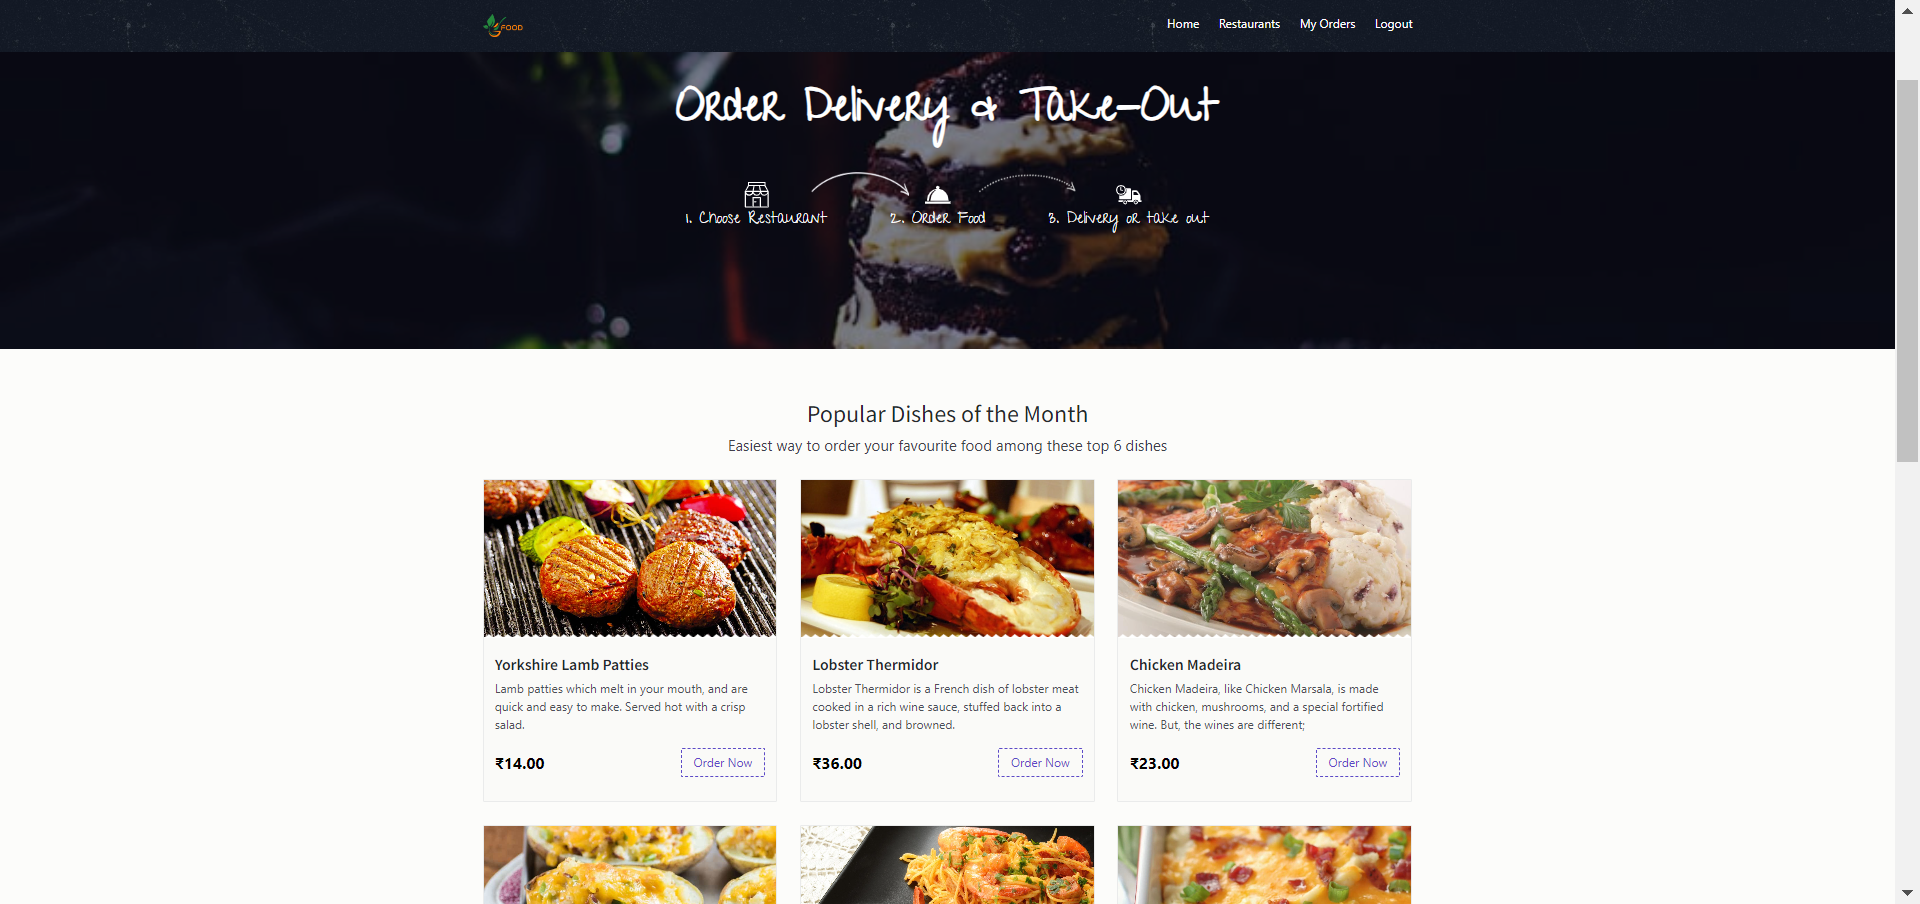 FOOD
Home Restaurants My Orders Logout
Order Delivery & Take-Out
1. Choose Restaurant 2. Order Food 3. Delivery or take out
Popular Dishes of the Month
Easiest way to order your favourite food among these top 6 dishes
Yorkshire Lamb Patties
Lamb patties which melt in your mouth, and are
quick and easy to make. Served hot with a crisp
salad.
₹14.00 Order Now
Lobster Thermidor
Lobster Thermidor is a French dish of lobster meat
cooked in a rich wine sauce, stuffed back into a
lobster shell, and browned.
₹36.00 Order Now
Chicken Madeira
Chicken Madeira, like Chicken Marsala, is made
with chicken, mushrooms, and a special fortified
wine. But, the wines are different;
₹23.00 Order Now